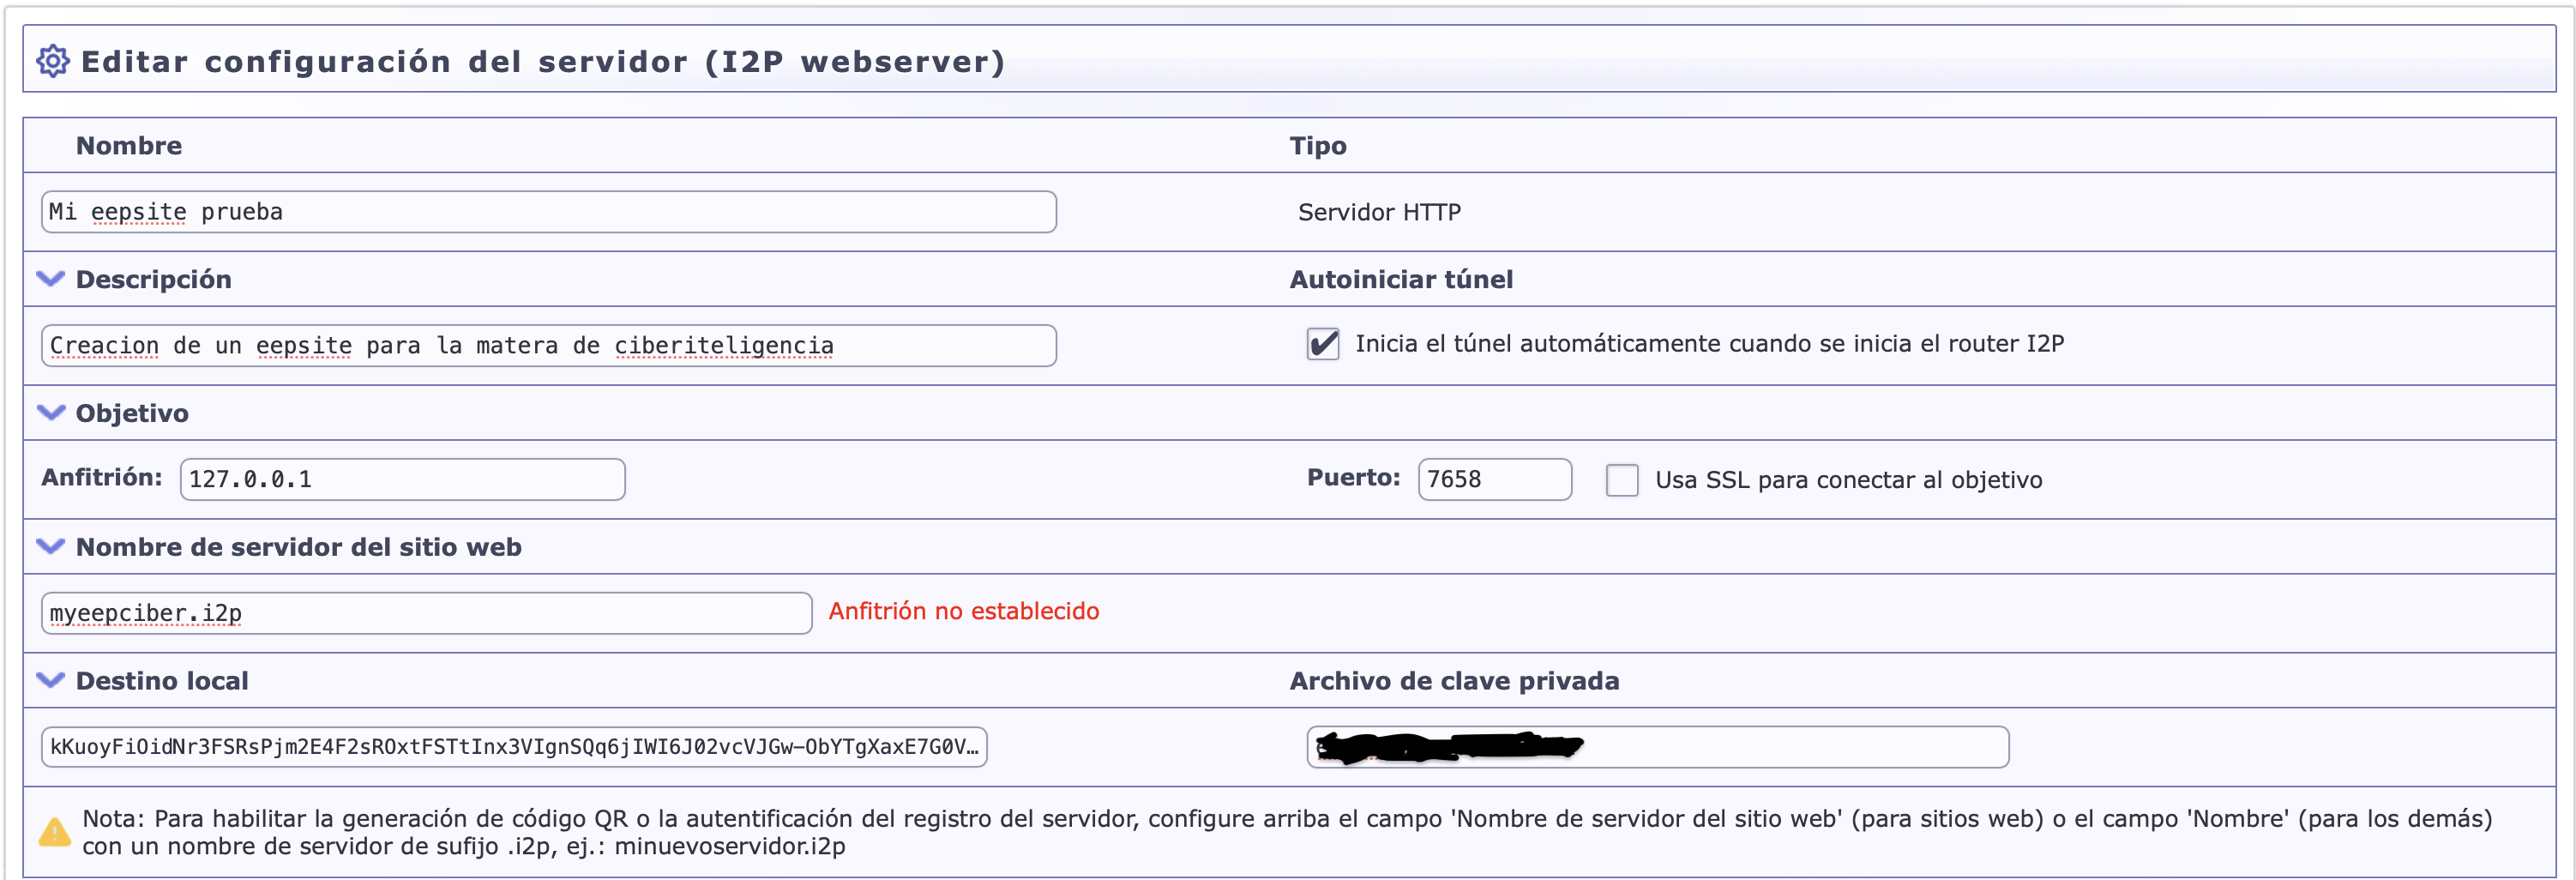 Editar configuración del servidor (I2P webserver)
Nombre
Tipo
Mi eepsite prueba
Servidor HTTP
Descripción
Autoiniciar túnel
Creacion de un eepsite para la matera de ciberiteligencia
Inicia el túnel automáticamente cuando se inicia el router I2P
Objetivo
Anfitrión: 127.0.0.1
Puerto: 7658 Usa SSL para conectar al objetivo
Nombre de servidor del sitio web
myeepciber.i2p Anfitrión no establecido
Destino local
Archivo de clave privada
kKuoyFiOidNr3FSRsPjm2E4F2sROxtFSTtInx3VIgnSQq6jIWI6J02vcVJGw-ObYTgXaxE7G0V…
Nota: Para habilitar la generación de código QR o la autentificación del registro del servidor, configure arriba el campo 'Nombre de servidor del sitio web' (para sitios web) o el campo 'Nombre' (para los demás)
con un nombre de servidor de sufijo .i2p, ej.: minuevoservidor.i2p